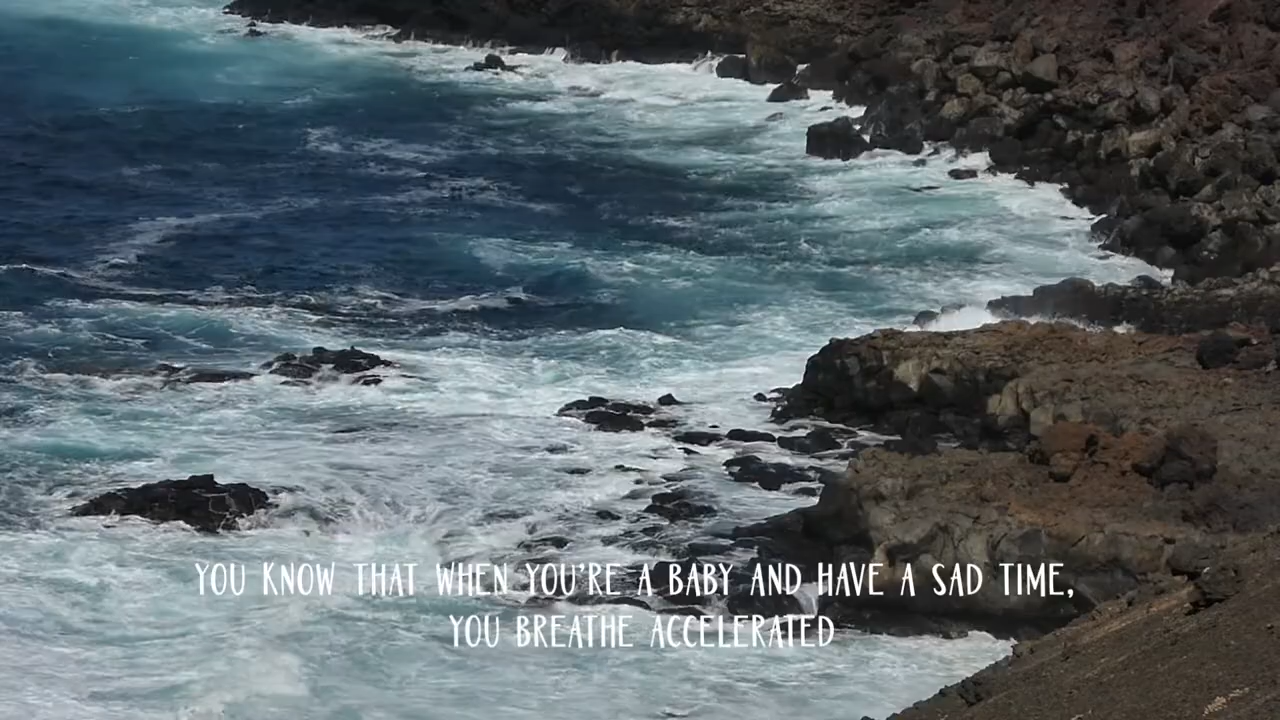 YOU KNOW THAT WHEN YOU'RE A BABY AND HAVE A SAD TIME,
YOU BREATHE ACCELERATED